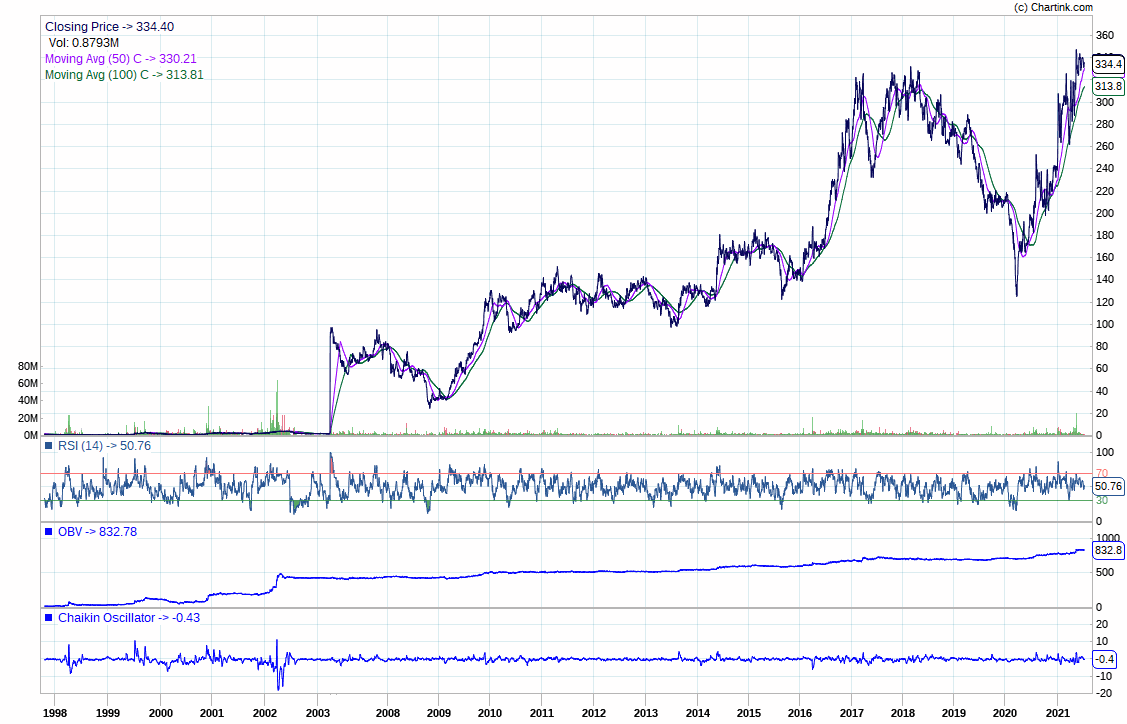 (c) Chartink.com
Closing Price -> 334.40
Vol: 0.8793M
Moving Avg (50) C -> 330.21
Moving Avg (100) C -> 313.81
360
334.4
313.8
300
280
260
240
220
200
180
160
140
120
100
80
60
40
20
0
80M
60M
40M
20M
0M
RSI (14) -> 50.76
100
70
50.76
30
0
OBV -> 832.78
1000
832.8
500
0
Chaikin Oscillator -> -0.43
20
10
-0.4
-10
-20
1998 1999 2000 2001 2002 2003 2007 2008 2009 2010 2011 2012 2013 2014 2015 2016 2017 2018 2019 2020 2021